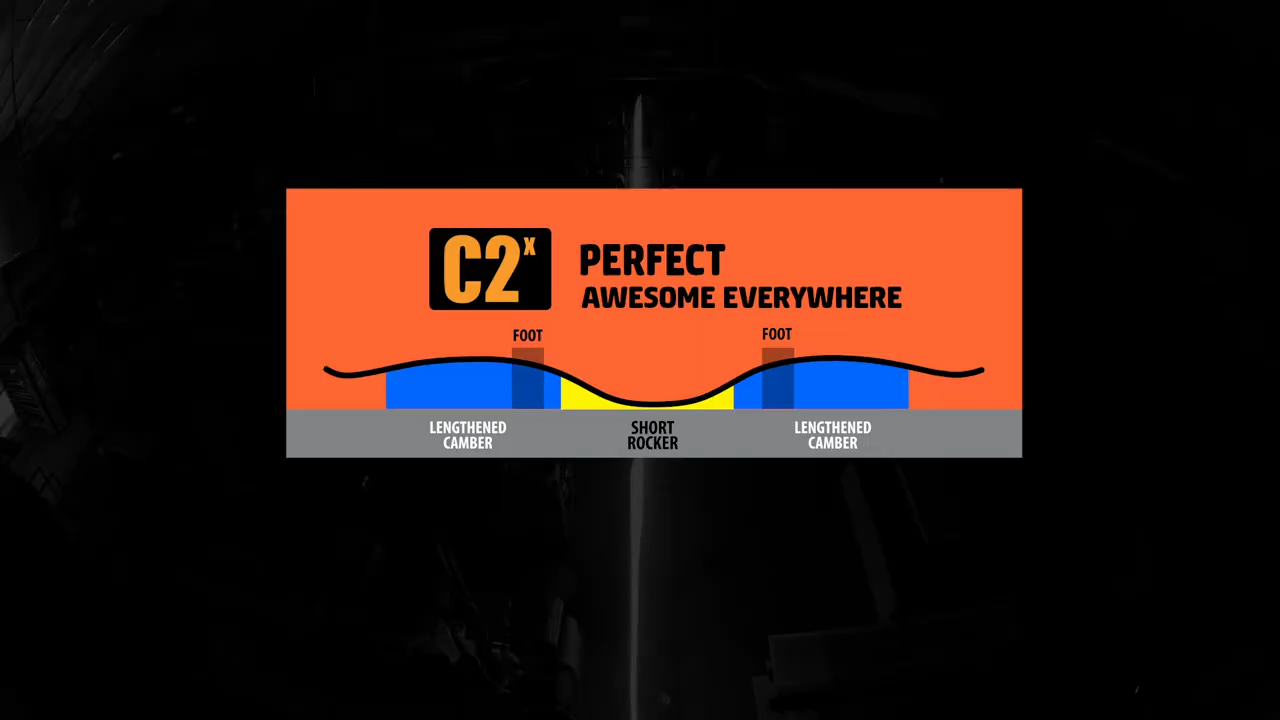 C2x
PERFECT
AWESOME EVERYWHERE
FOOT
FOOT
LENGTHENED
CAMBER
SHORT
ROCKER
LENGTHENED
CAMBER